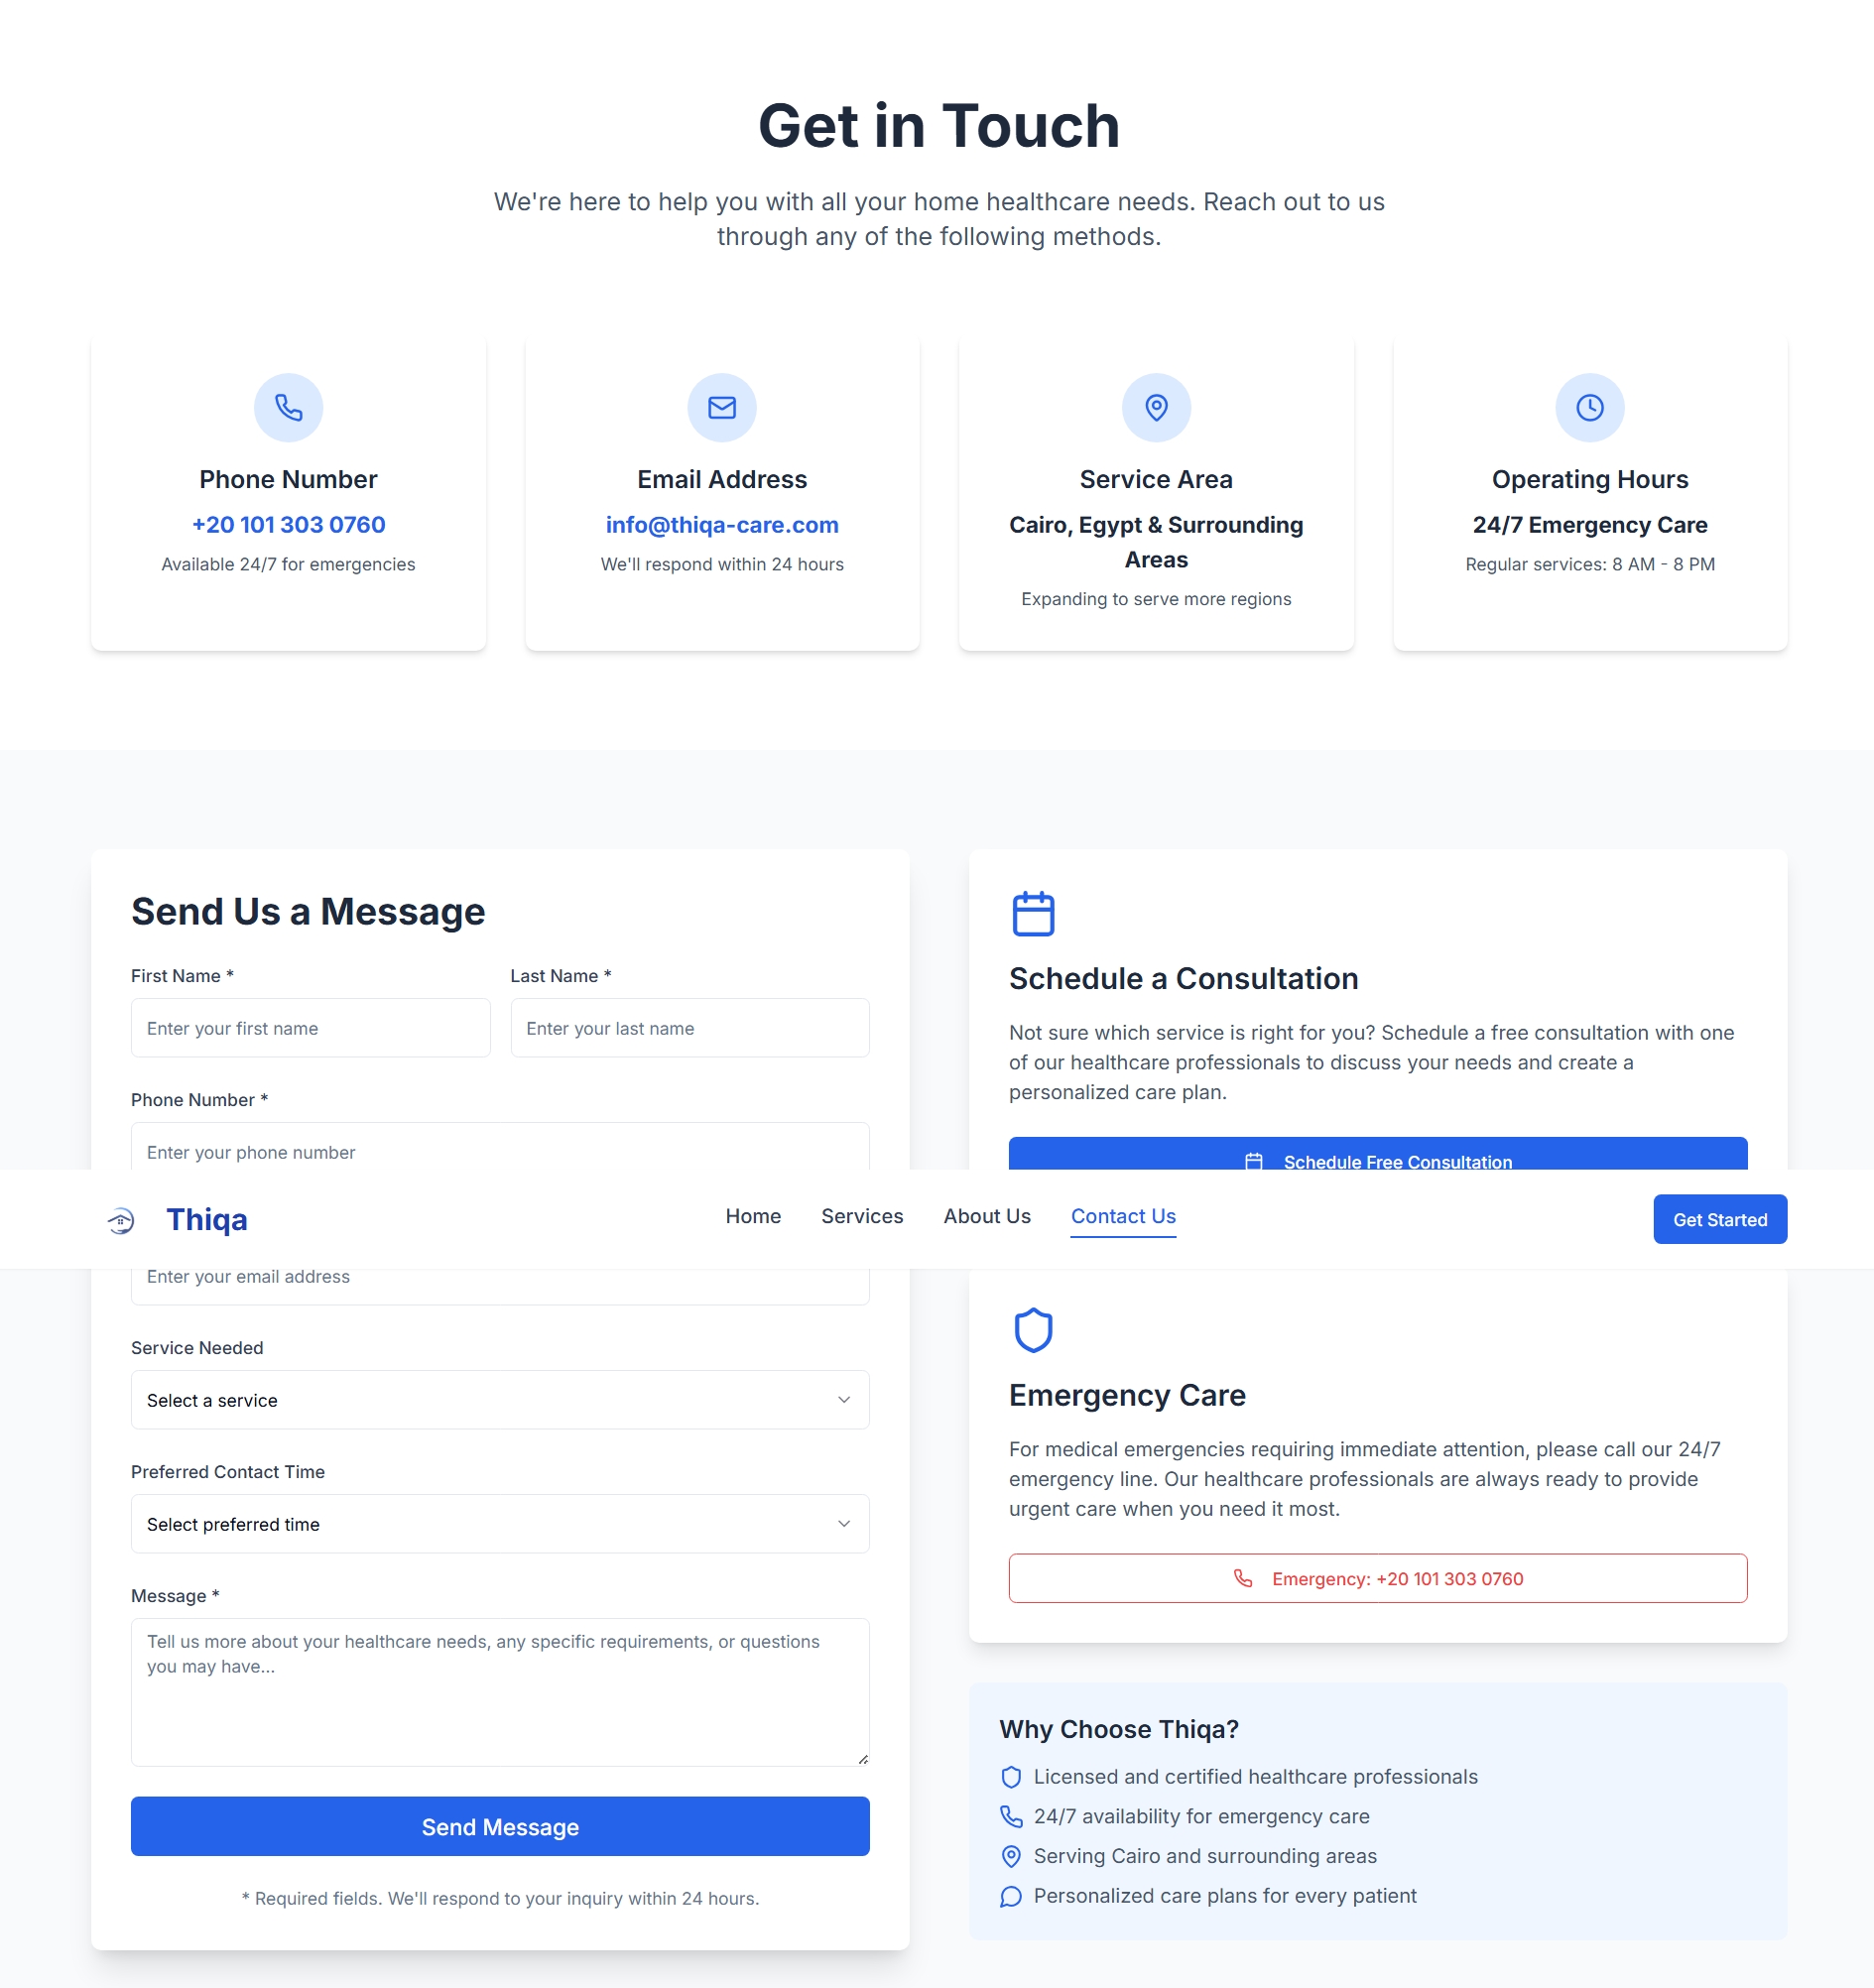 Get in Touch
We're here to help you with all your home healthcare needs. Reach out to us
through any of the following methods.
Phone Number
+20 101 303 0760
Available 24/7 for emergencies
Email Address
info@thiqa-care.com
We'll respond within 24 hours
Service Area
Cairo, Egypt & Surrounding
Areas
Expanding to serve more regions
Operating Hours
24/7 Emergency Care
Regular services: 8 AM - 8 PM
Send Us a Message
First Name *
Last Name *
Enter your first name
Enter your last name
Phone Number *
Enter your phone number
Schedule a Consultation
Not sure which service is right for you? Schedule a free consultation with one
of our healthcare professionals to discuss your needs and create a
personalized care plan.
Schedule Free Consultation
Thiqa
Home
Services
About Us
Contact Us
Get Started
Enter your email address
Service Needed
Select a service
Preferred Contact Time
Select preferred time
Message *
Tell us more about your healthcare needs, any specific requirements, or questions
you may have...
Send Message
* Required fields. We'll respond to your inquiry within 24 hours.
Emergency Care
For medical emergencies requiring immediate attention, please call our 24/7
emergency line. Our healthcare professionals are always ready to provide
urgent care when you need it most.
Emergency: +20 101 303 0760
Why Choose Thiqa?
Licensed and certified healthcare professionals
24/7 availability for emergency care
Serving Cairo and surrounding areas
Personalized care plans for every patient